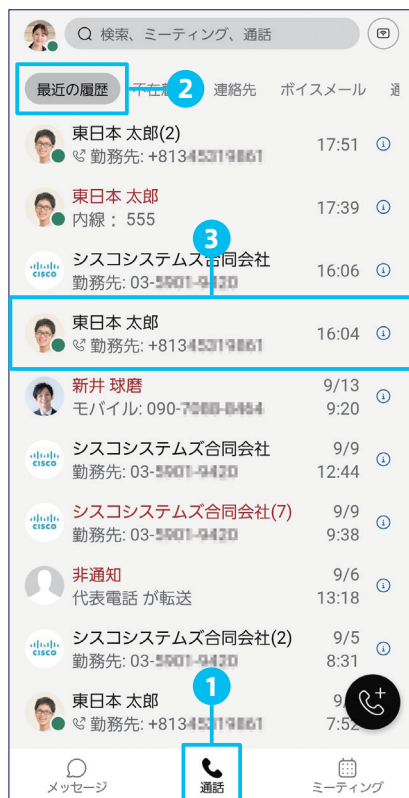 検索、ミーティング、通話
最近の履歴 2 連絡先 ボイスメール
東日本 太郎(2)
勤務先: +813
17:51
東日本 太郎
内線： 555
17:39
3
シスコシステムズ合同会社
cisco
勤務先: 03-
16:06
東日本 太郎
勤務先: +813
16:04
新井 球磨
モバイル: 090-
9/13
9:20
シスコシステムズ合同会社
cisco
勤務先: 03-
9/9
12:44
シスコシステムズ合同会社(7)
cisco
勤務先: 03-
9/9
9:38
非通知
代表電話 が転送
9/6
13:18
シスコシステムズ合同会社(2)
cisco
勤務先: 03-
9/5
8:31
1
東日本 太郎
勤務先: +813
メッセージ 通話 ミーティング